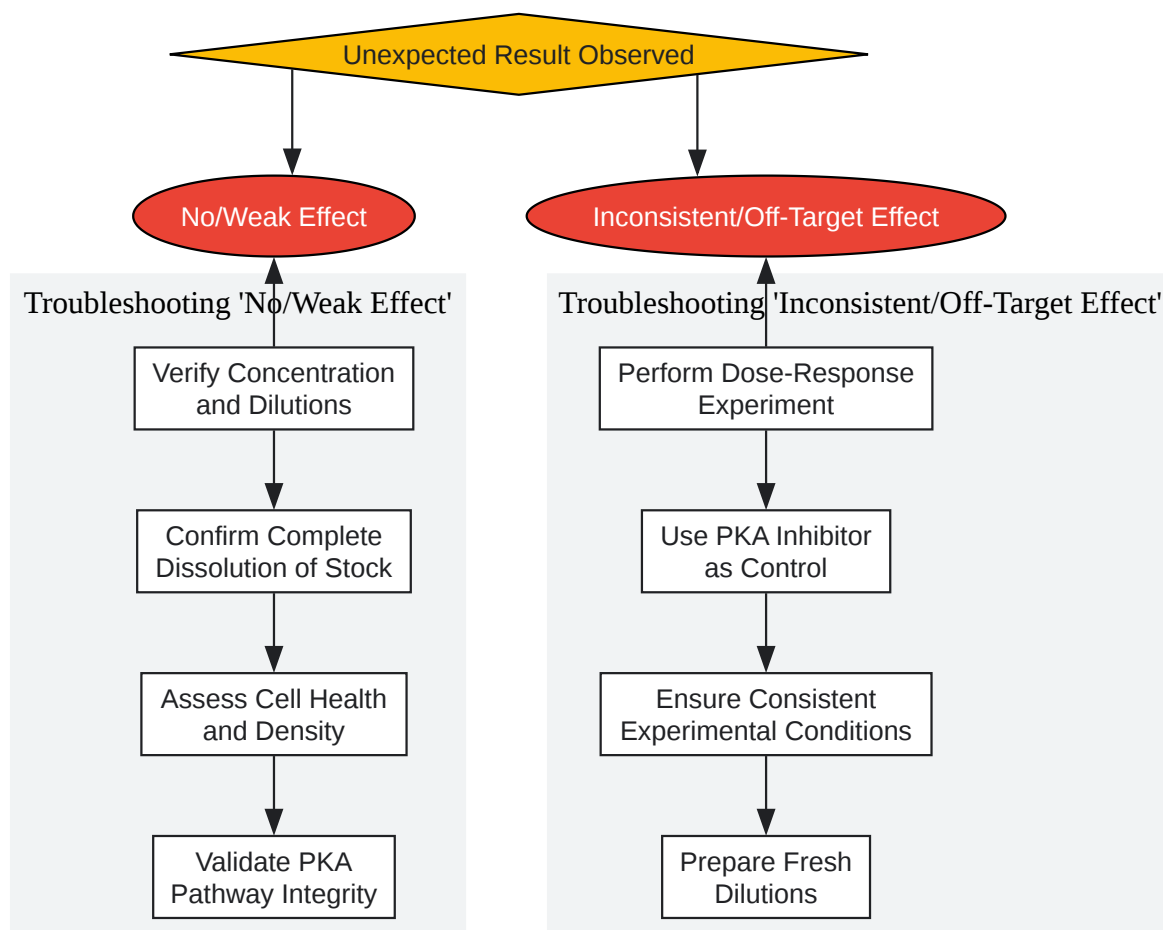 Unexpected Result Observed
No/Weak Effect
Inconsistent/Off-Target Effect
Troubleshooting 'No/Weak Effect'
Verify Concentration
and Dilutions
Confirm Complete
Dissolution of Stock
Assess Cell Health
and Density
Validate PKA
Pathway Integrity
Troubleshooting 'Inconsistent/Off-Target Effect'
Perform Dose-Response
Experiment
Use PKA Inhibitor
as Control
Ensure Consistent
Experimental Conditions
Prepare Fresh
Dilutions